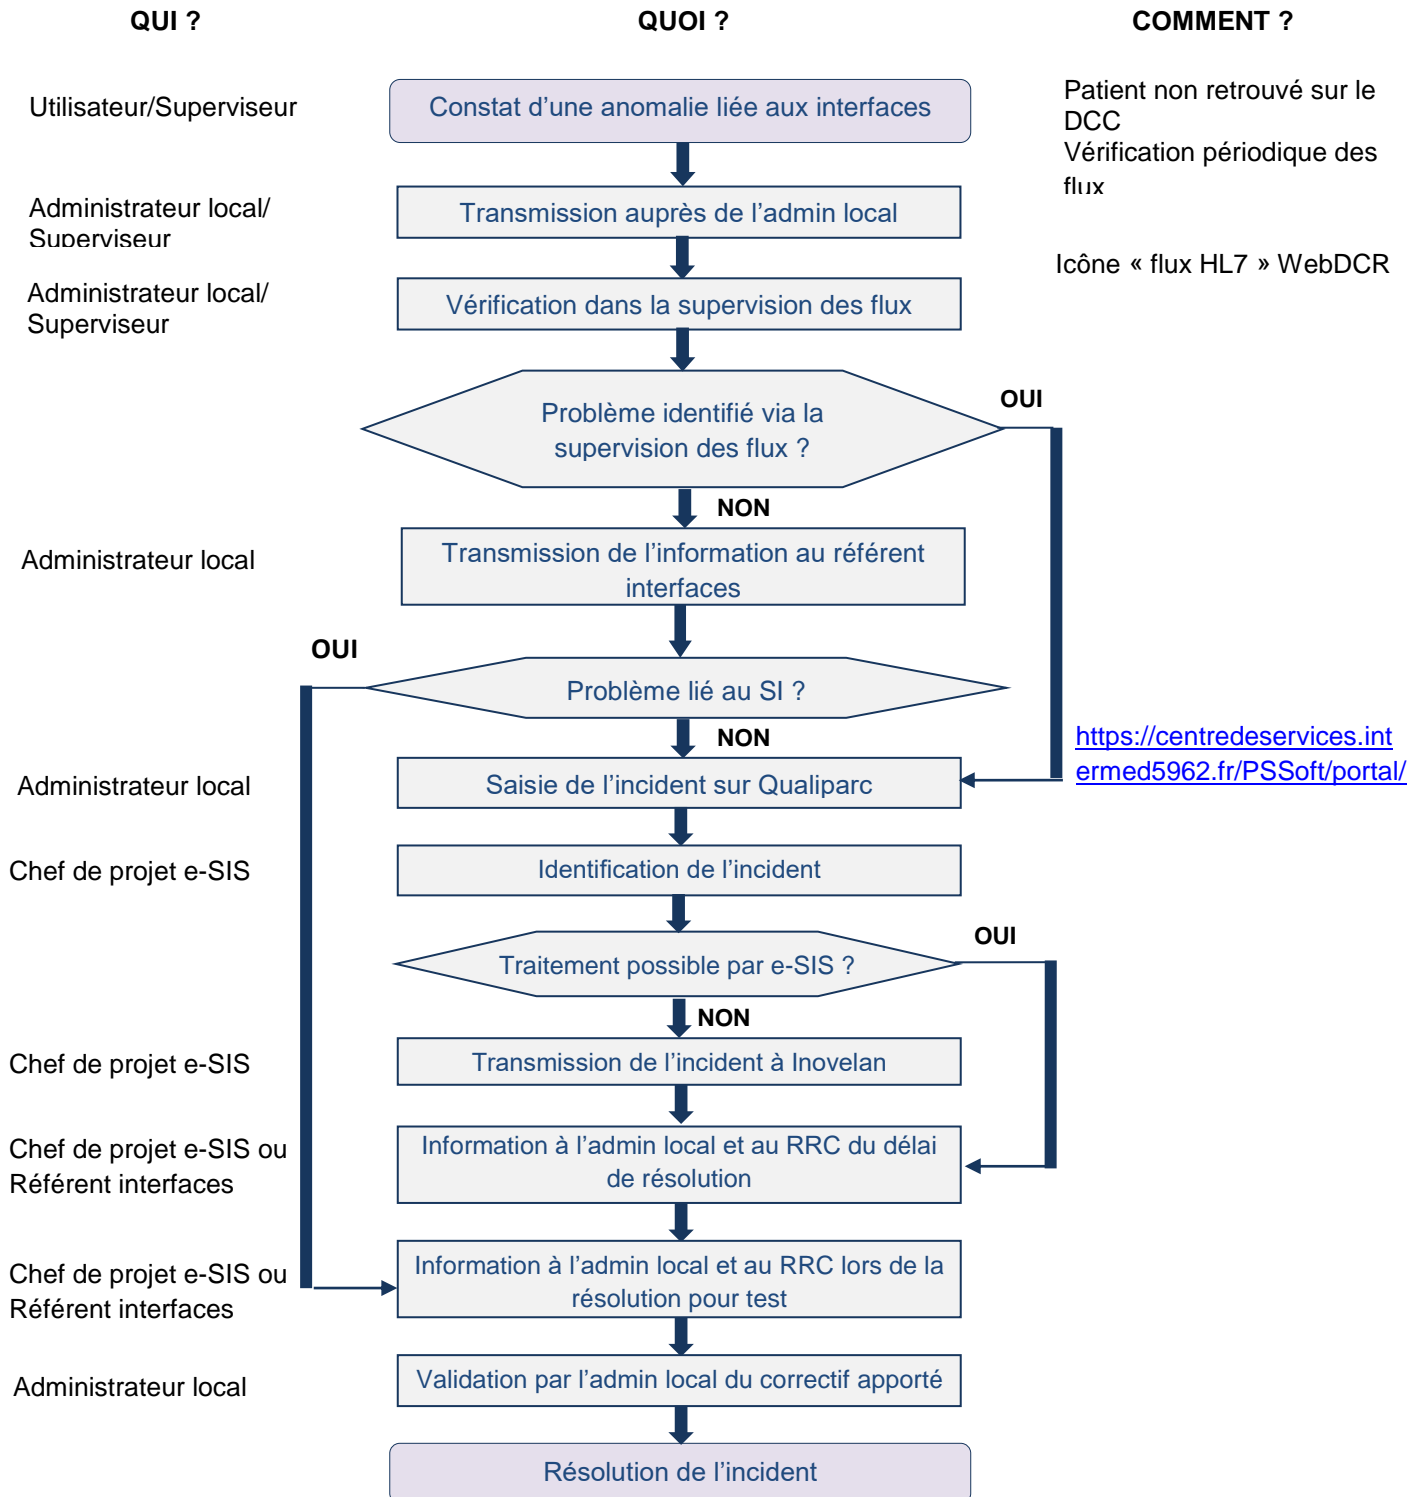 QUI ?
QUOI ?
COMMENT ?
Utilisateur/Superviseur
Constat d’une anomalie liée aux interfaces
Patient non retrouvé sur le
DCC
Vérification périodique des
flux
Administrateur local/
Superviseur
Transmission auprès de l’admin local
Icône « flux HL7 » WebDCR
Administrateur local/
Superviseur
Vérification dans la supervision des flux
Problème identifié via la
supervision des flux ?
OUI
NON
Administrateur local
Transmission de l’information au référent
interfaces
OUI
Problème lié au SI ?
NON
https://centredeservices.int
ermed5962.fr/PSSoft/portal/
Administrateur local
Saisie de l’incident sur Qualiparc
Chef de projet e-SIS
Identification de l’incident
OUI
Traitement possible par e-SIS ?
NON
Chef de projet e-SIS
Transmission de l’incident à Inovelan
Chef de projet e-SIS ou
Référent interfaces
Information à l’admin local et au RRC du délai
de résolution
Chef de projet e-SIS ou
Référent interfaces
Information à l’admin local et au RRC lors de la
résolution pour test
Administrateur local
Validation par l’admin local du correctif apporté
Résolution de l’incident